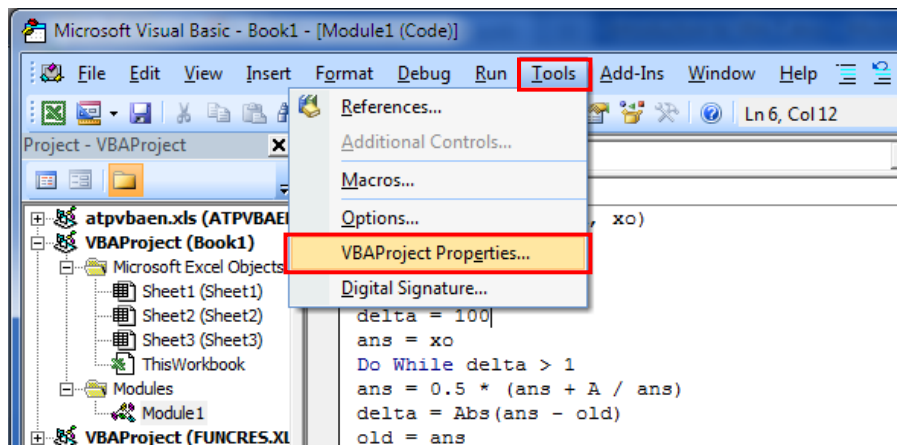 Microsoft Visual Basic - Book1 - [Module1 (Code)]
File Edit View Insert Format Debug Run Tools Add-Ins Window Help
Ln 6, Col 12
Project - VBAProject
References...
Additional Controls...
Macros...
Options...
VBAProject Properties...
Digital Signature...
atpvbaen.xls (ATPVBAE
VBAProject (Book1)
Microsoft Excel Objects
Sheet1 (Sheet1)
Sheet2 (Sheet2)
Sheet3 (Sheet3)
ThisWorkbook
Modules
Module1
VBAProject (FUNCRES.XL
, xo)
delta = 100
ans = xo
Do While delta > 1
ans = 0.5 * (ans + A / ans)
delta = Abs(ans - old)
old = ans